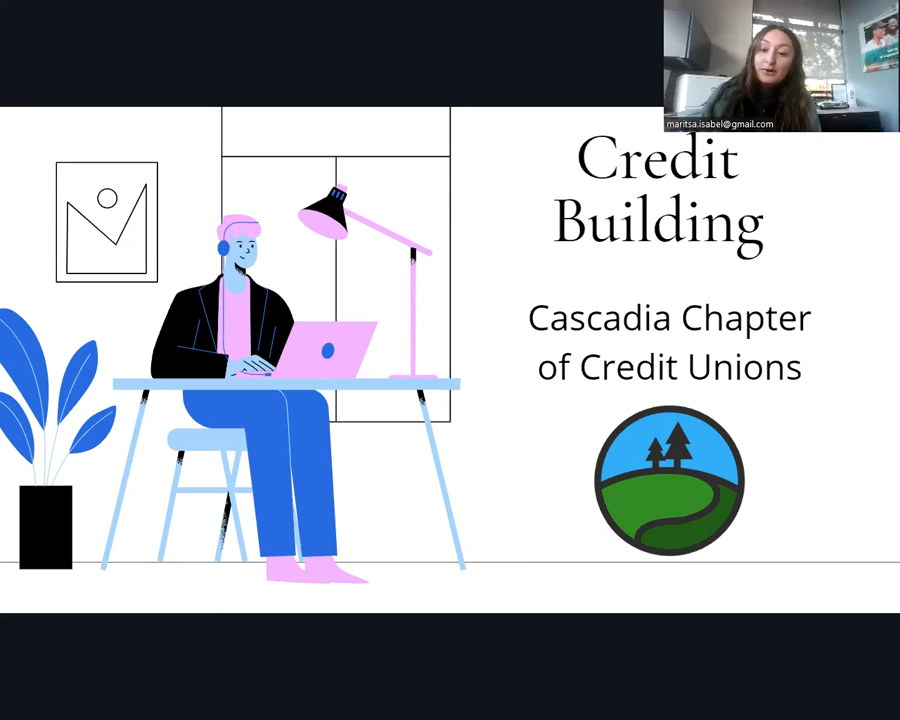 maritsa.isabel@gmail.com
Credit
Building
Cascadia Chapter
of Credit Unions